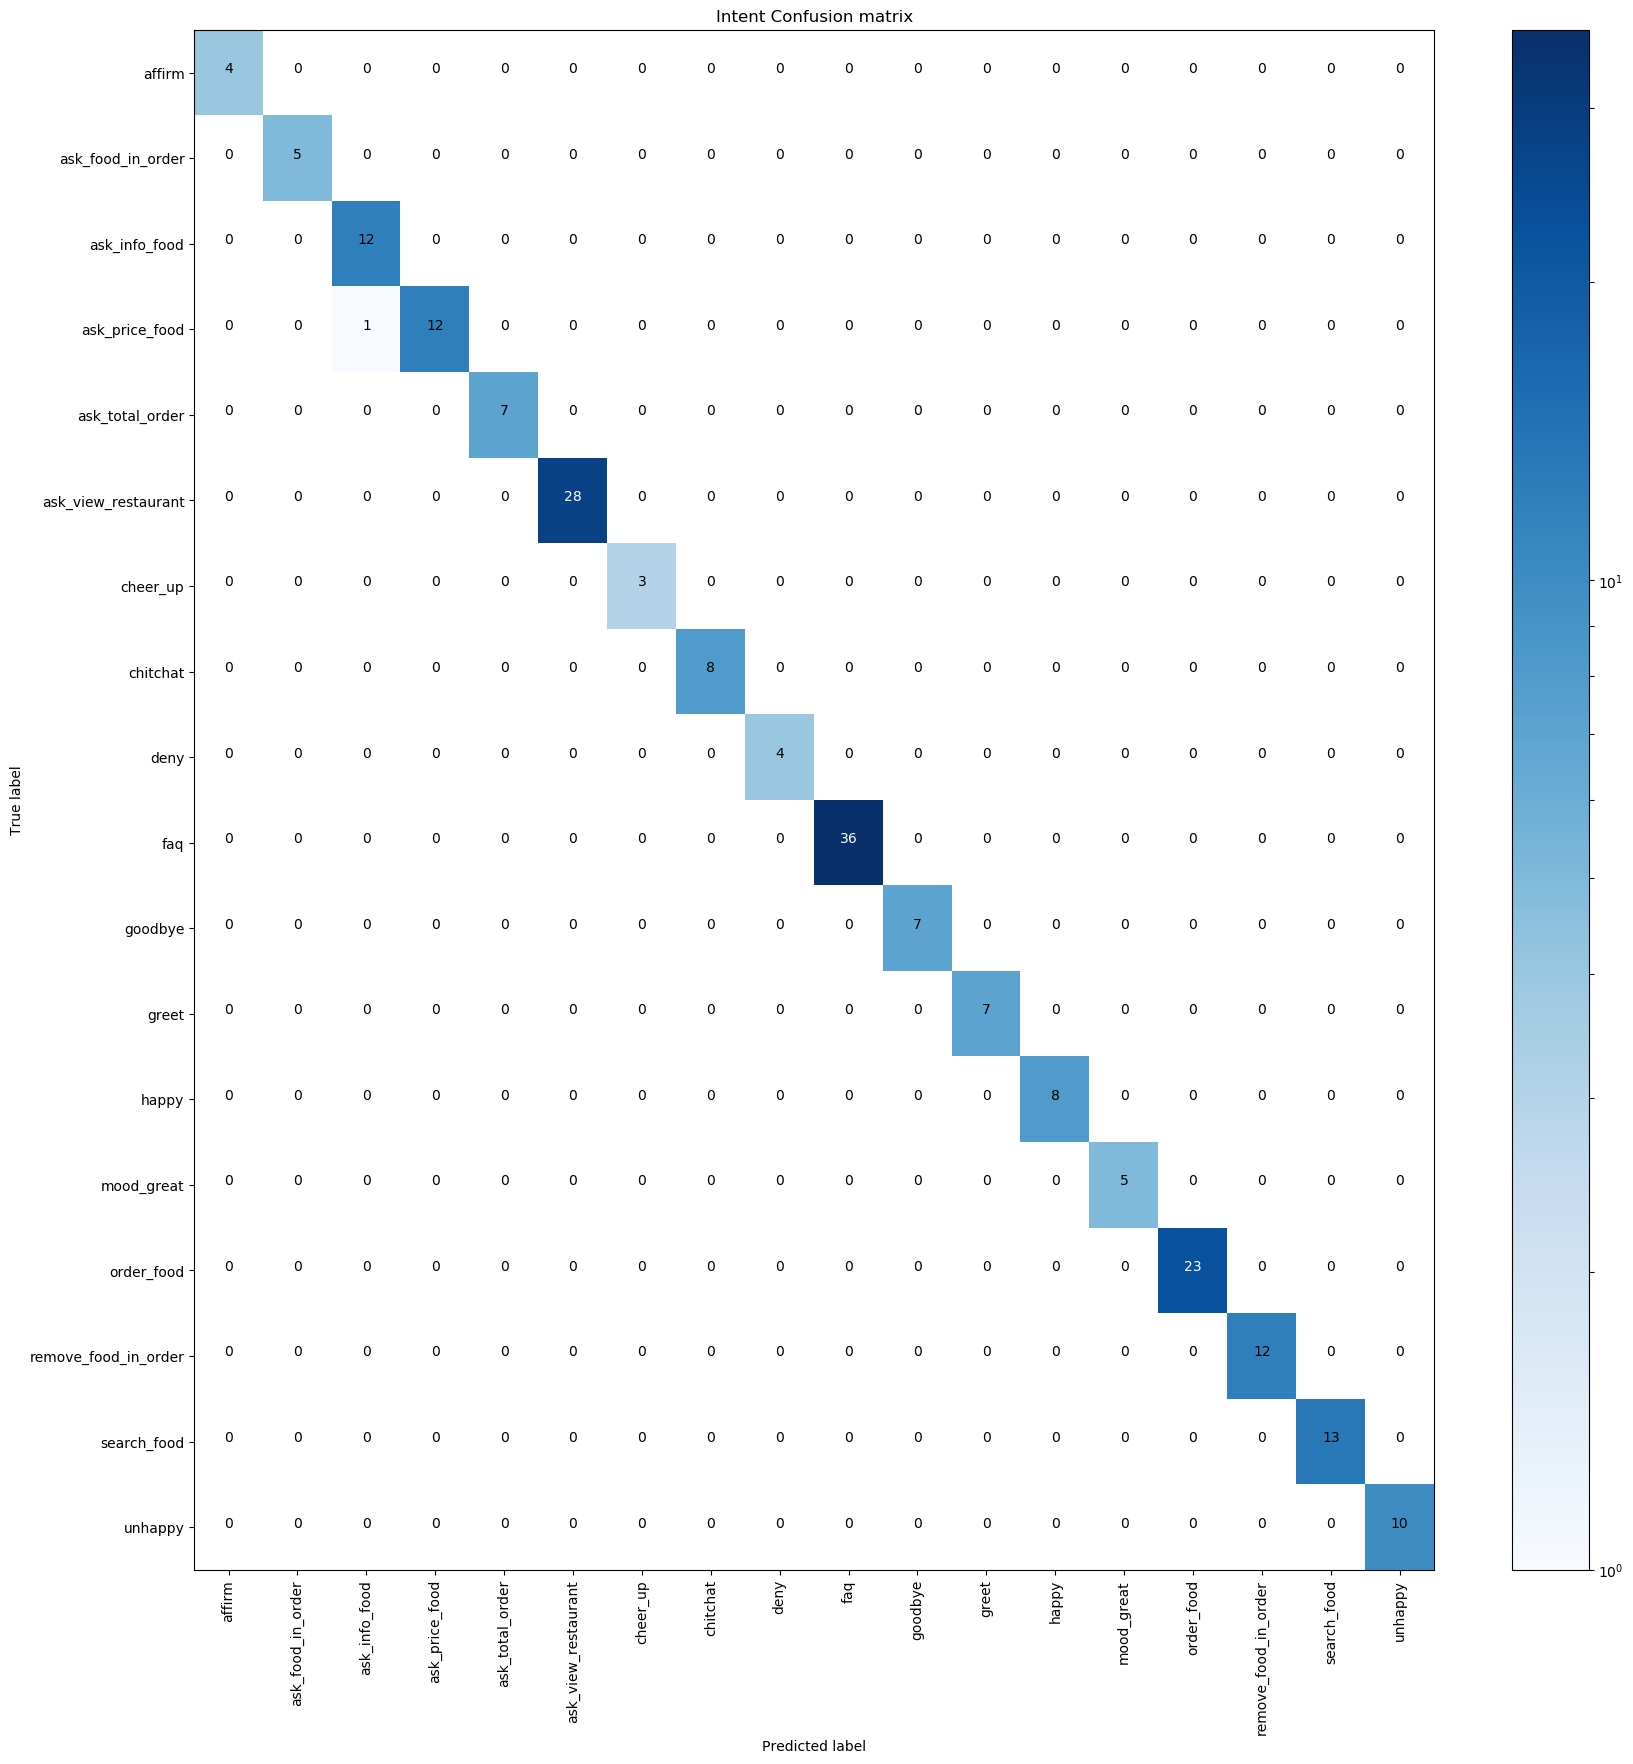 Intent Confusion matrix
True label
affirm 4 0 0 0 0 0 0 0 0 0 0 0 0 0 0 0 0 0
ask_food_in_order 0 5 0 0 0 0 0 0 0 0 0 0 0 0 0 0 0 0
ask_info_food 0 0 12 0 0 0 0 0 0 0 0 0 0 0 0 0 0 0
ask_price_food 0 0 1 12 0 0 0 0 0 0 0 0 0 0 0 0 0 0
ask_total_order 0 0 0 0 7 0 0 0 0 0 0 0 0 0 0 0 0 0
ask_view_restaurant 0 0 0 0 0 28 0 0 0 0 0 0 0 0 0 0 0 0
cheer_up 0 0 0 0 0 0 3 0 0 0 0 0 0 0 0 0 0 0
chitchat 0 0 0 0 0 0 0 8 0 0 0 0 0 0 0 0 0 0
deny 0 0 0 0 0 0 0 0 4 0 0 0 0 0 0 0 0 0
faq 0 0 0 0 0 0 0 0 0 36 0 0 0 0 0 0 0 0
goodbye 0 0 0 0 0 0 0 0 0 0 7 0 0 0 0 0 0 0
greet 0 0 0 0 0 0 0 0 0 0 0 7 0 0 0 0 0 0
happy 0 0 0 0 0 0 0 0 0 0 0 0 8 0 0 0 0 0
mood_great 0 0 0 0 0 0 0 0 0 0 0 0 0 5 0 0 0 0
order_food 0 0 0 0 0 0 0 0 0 0 0 0 0 0 23 0 0 0
remove_food_in_order 0 0 0 0 0 0 0 0 0 0 0 0 0 0 0 12 0 0
search_food 0 0 0 0 0 0 0 0 0 0 0 0 0 0 0 0 13 0
unhappy 0 0 0 0 0 0 0 0 0 0 0 0 0 0 0 0 0 10
affirm
ask_food_in_order
ask_info_food
ask_price_food
ask_total_order
ask_view_restaurant
cheer_up
chitchat
deny
faq
goodbye
greet
happy
mood_great
order_food
remove_food_in_order
search_food
unhappy
Predicted label
10¹
10⁰